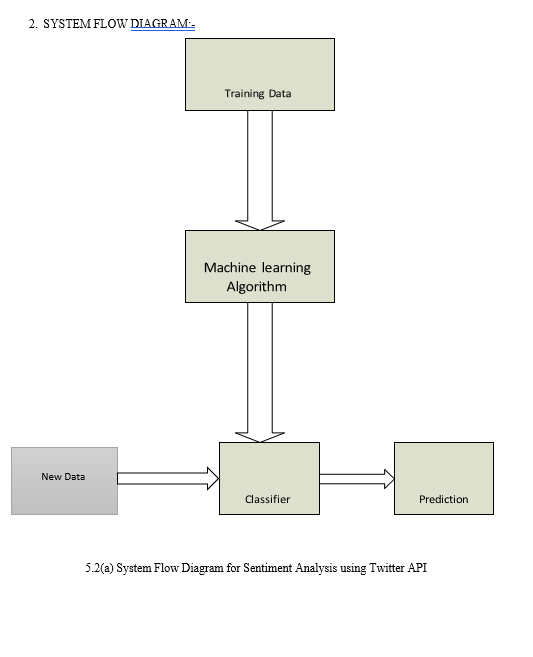 2. SYSTEM FLOW DIAGRAM:-
Training Data
Machine learning
Algorithm
New Data
Classifier
Prediction
5.2(a) System Flow Diagram for Sentiment Analysis using Twitter API